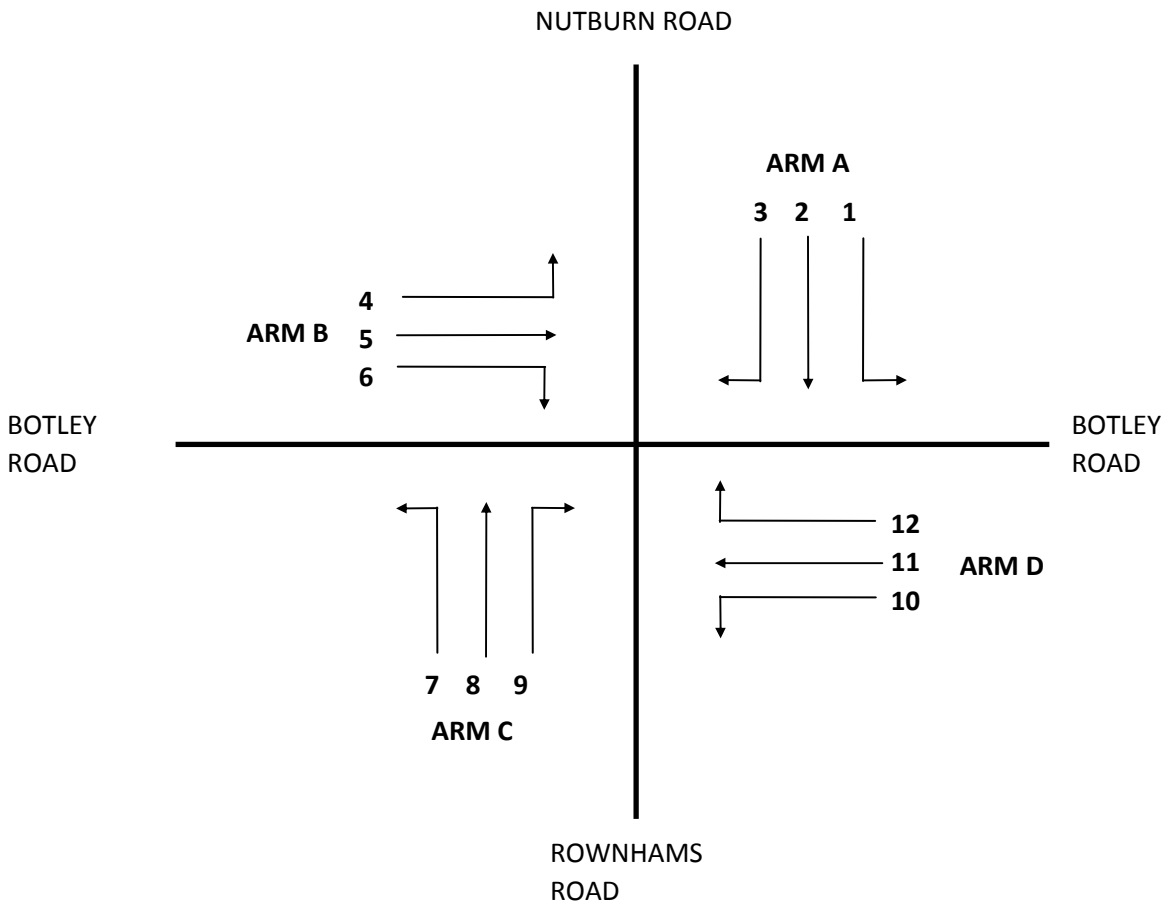 NUTBURN ROAD
ARM A
3 2 1
4
ARM B
5
6
BOTLEY
ROAD
BOTLEY
ROAD
12
11
ARM D
10
7 8 9
ARM C
ROWNHAMS
ROAD